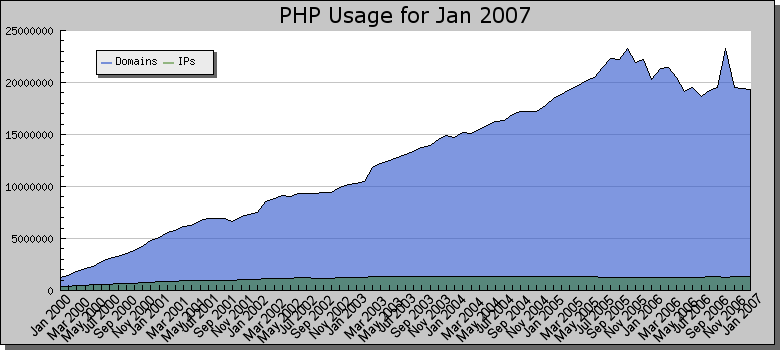 PHP Usage for Jan 2007
25000000
Domains IPs
20000000
15000000
10000000
5000000
0
Jan 2000
Mar 2000
May 2000
Jul 2000
Sep 2000
Nov 2000
Jan 2001
Mar 2001
May 2001
Jul 2001
Sep 2001
Nov 2001
Jan 2002
Mar 2002
May 2002
Jul 2002
Sep 2002
Nov 2002
Jan 2003
Mar 2003
May 2003
Jul 2003
Sep 2003
Nov 2003
Jan 2004
Mar 2004
May 2004
Jul 2004
Sep 2004
Nov 2004
Jan 2005
Mar 2005
May 2005
Jul 2005
Sep 2005
Nov 2005
Jan 2006
Mar 2006
May 2006
Jul 2006
Sep 2006
Nov 2006
Jan 2007